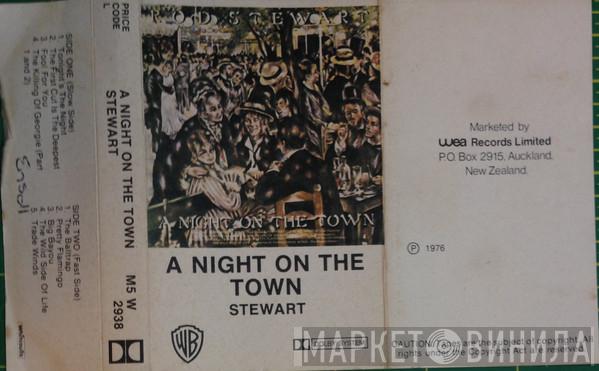 SIDE ONE (Slow Side)
1. Tonight's The Night
2. The First Cut Is The Deepest
3. Fool For You
4. The Killing Of Georgie (Part
1 and 2)
SIDE TWO (Fast Side)
1. The Balltrap
2. Pretty Flamingo
3. Big Bayou
4. The Wild Side Of Life
5. Trade Winds
PRICE
CODE
L
A NIGHT ON THE TOWN
STEWART
M5 W
2938
ROD STEWART
A NIGHT ON THE TOWN
A NIGHT ON THE
TOWN
STEWART
DOLBY SYSTEM
Marketed by
wea Records Limited
P.O. Box 2915, Auckland,
New Zealand.
Ⓟ 1976
CAUTION: Tapes are the subject of copyright. All
rights under the Copyright Act are reserved.
МАРКЕТ ВИНИЛА